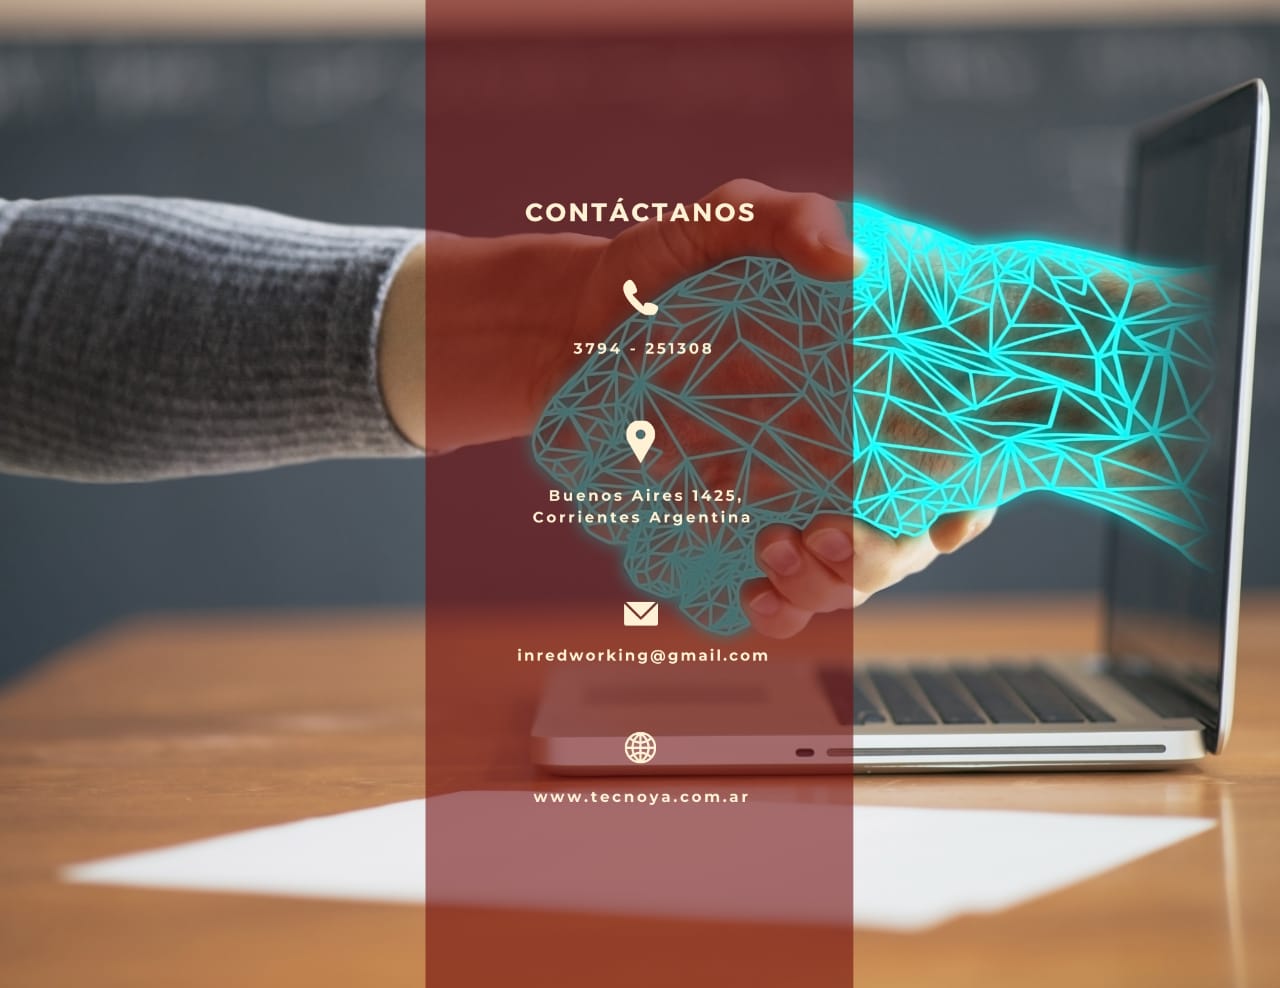 CONTÁCTANOS
3794 - 251308
Buenos Aires 1425,
Corrientes Argentina
inredworking@gmail.com
www.tecnoya.com.ar